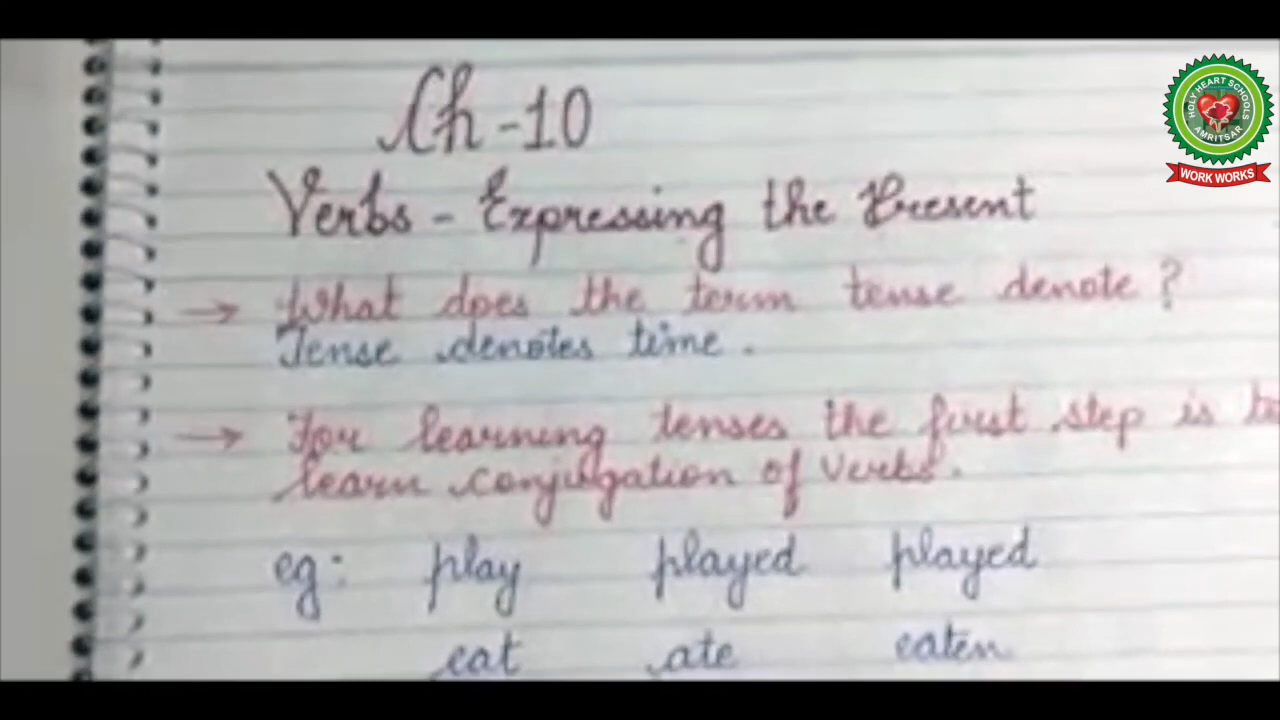 Ch-10
Verbs - Expressing the Present
→ What does the term tense denote?
Tense denotes time.
→ For learning tenses the first step is to
learn conjugation of verbs.
eg: play played played
eat ate eaten
HOLY HEART SCHOOLS
AMRITSAR
WORK WORKS